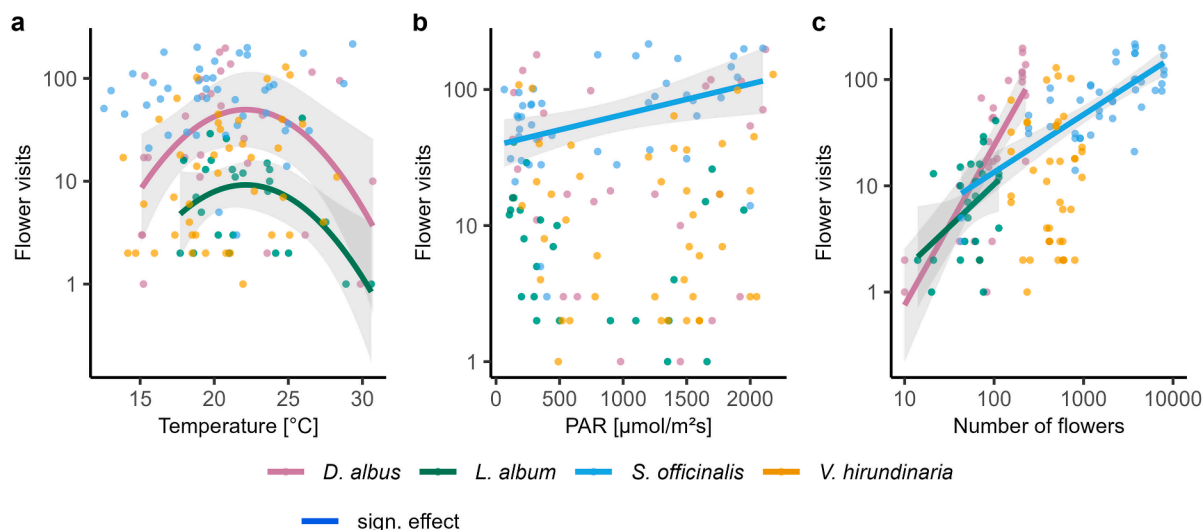 a
b
c
Flower visits
100
10
1
15
20
25
30
Temperature [°C]
Flower visits
100
10
1
0
500
1000
1500
2000
PAR [μmol/m²s]
Flower visits
100
10
1
10
100
1000
10000
Number of flowers
D. albus
L. album
S. officinalis
V. hirundinaria
sign. effect